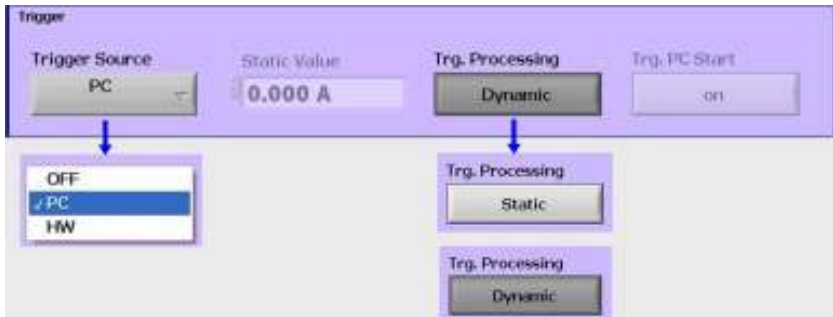 Trigger
Trigger Source Static Value Trg. Processing Trg. PC Start
PC 0.000 A Dynamic on
OFF
✓PC
HW
Trg. Processing
Static
Trg. Processing
Dynamic